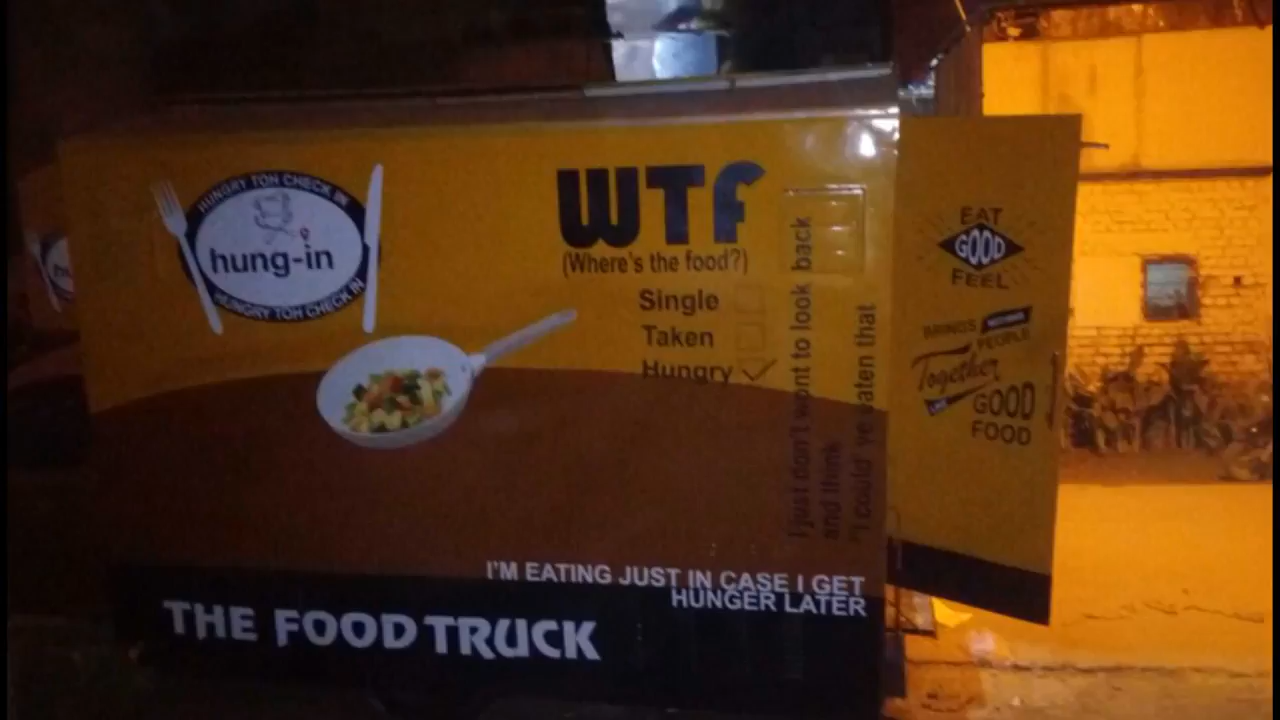 HUNGRY TOH CHECK IN
hung-in
HUNGRY TOH CHECK IN
hu
WTF
(Where's the food?)
Single
Taken
Hungry
I just don't want to look back
and think
"I could've eaten that
I'M EATING JUST IN CASE I GET
HUNGER LATER
THE FOOD TRUCK
EAT
GOOD
FEEL
BRINGS
PEOPLE
Together
LIKE
GOOD
FOOD